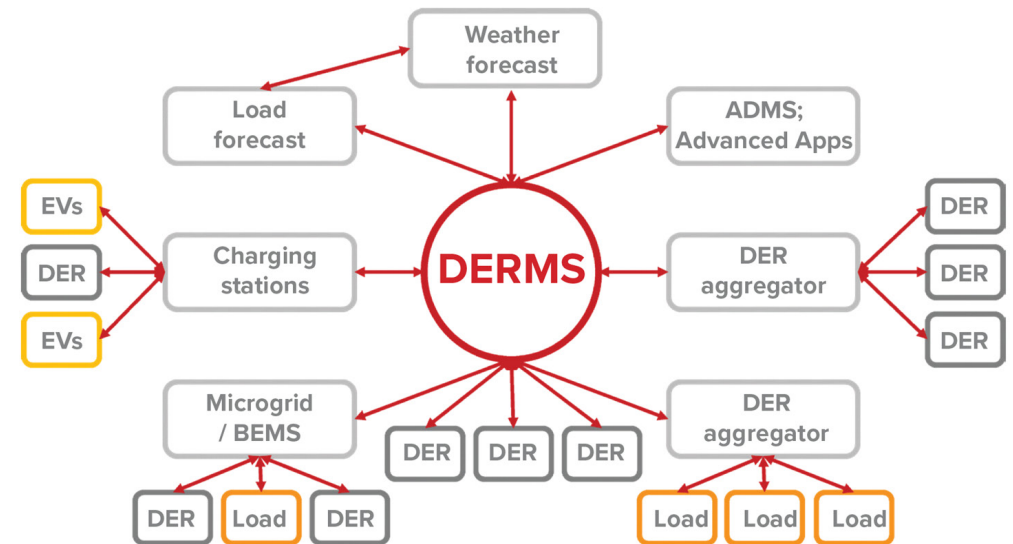 Weather
forecast
Load
forecast
ADMS;
Advanced Apps
EVs
DER
EVs
Charging
stations
DERMS
DER
aggregator
DER
DER
DER
Microgrid
/ BEMS
DER
DER
DER
DER
aggregator
DER
Load
DER
Load
Load
Load